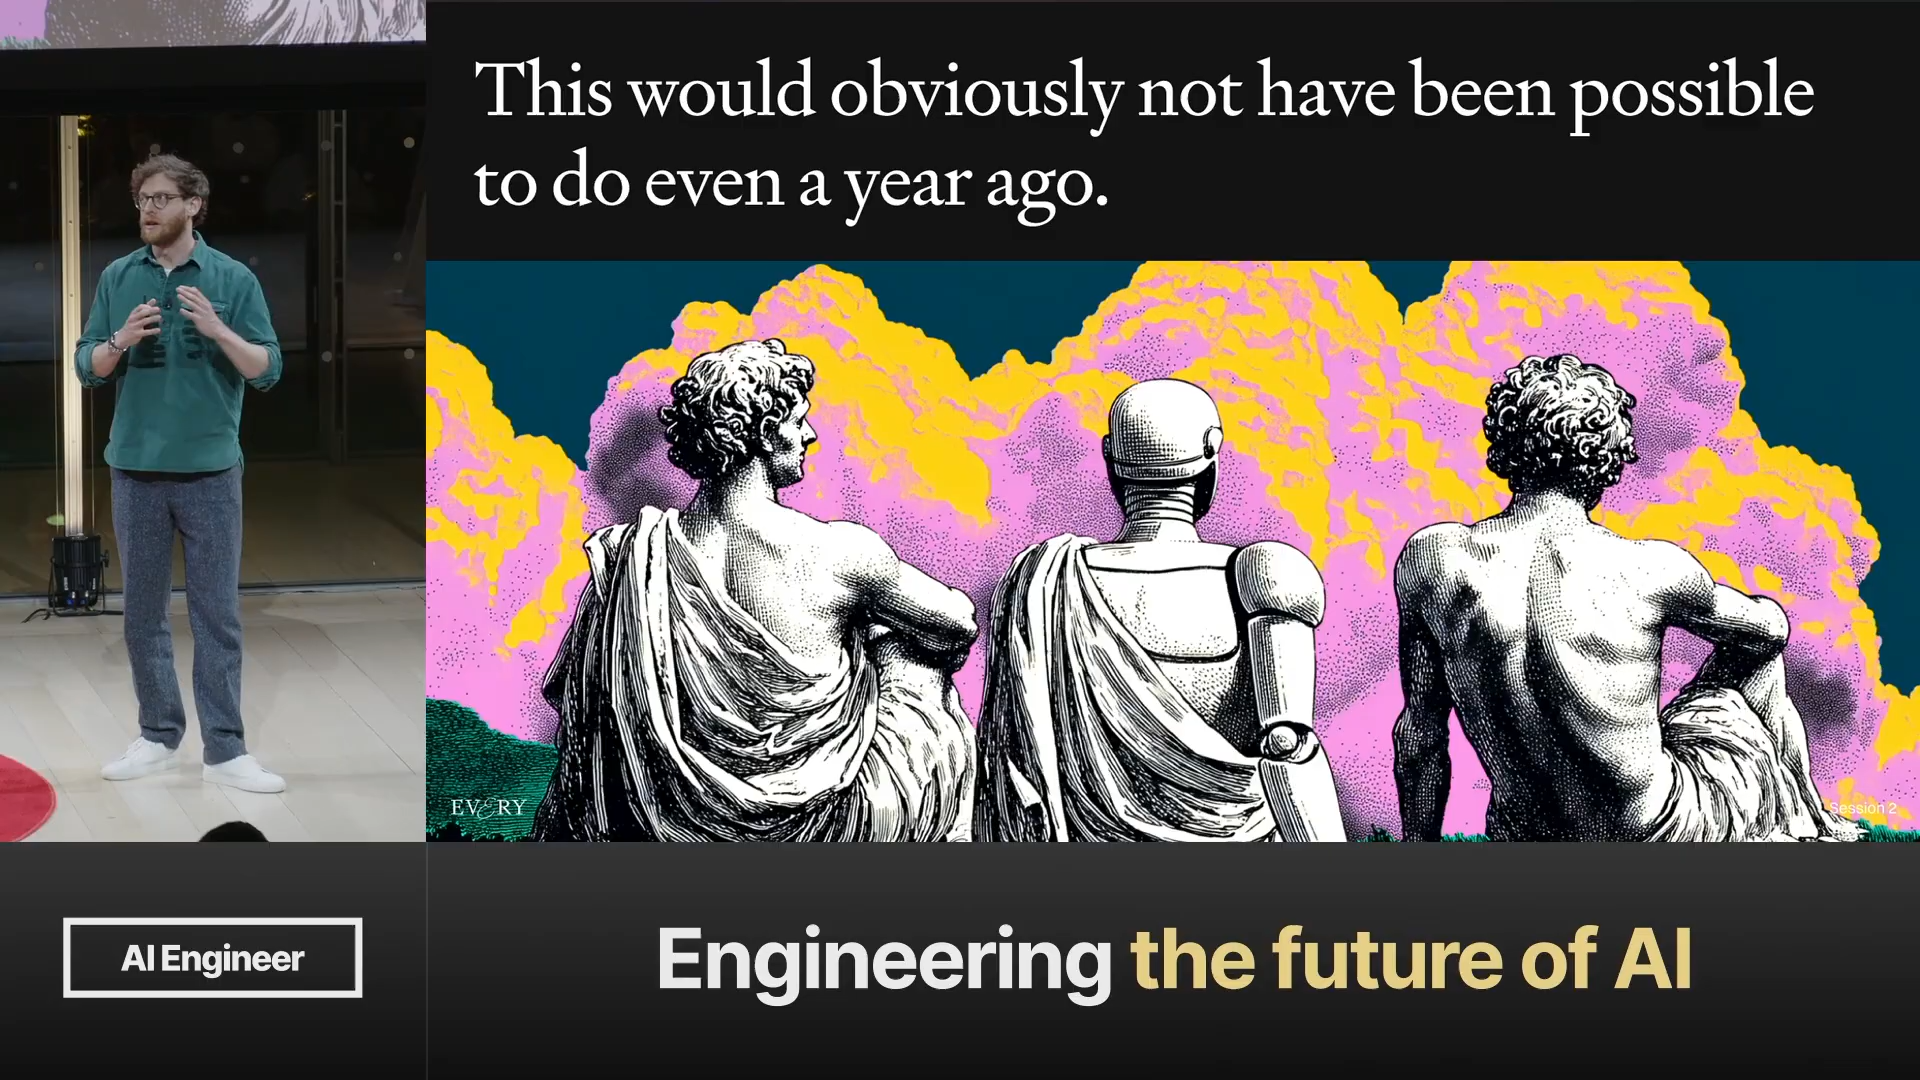 This would obviously not have been possible
to do even a year ago.
EVERY
Session 2
AI Engineer
Engineering the future of AI